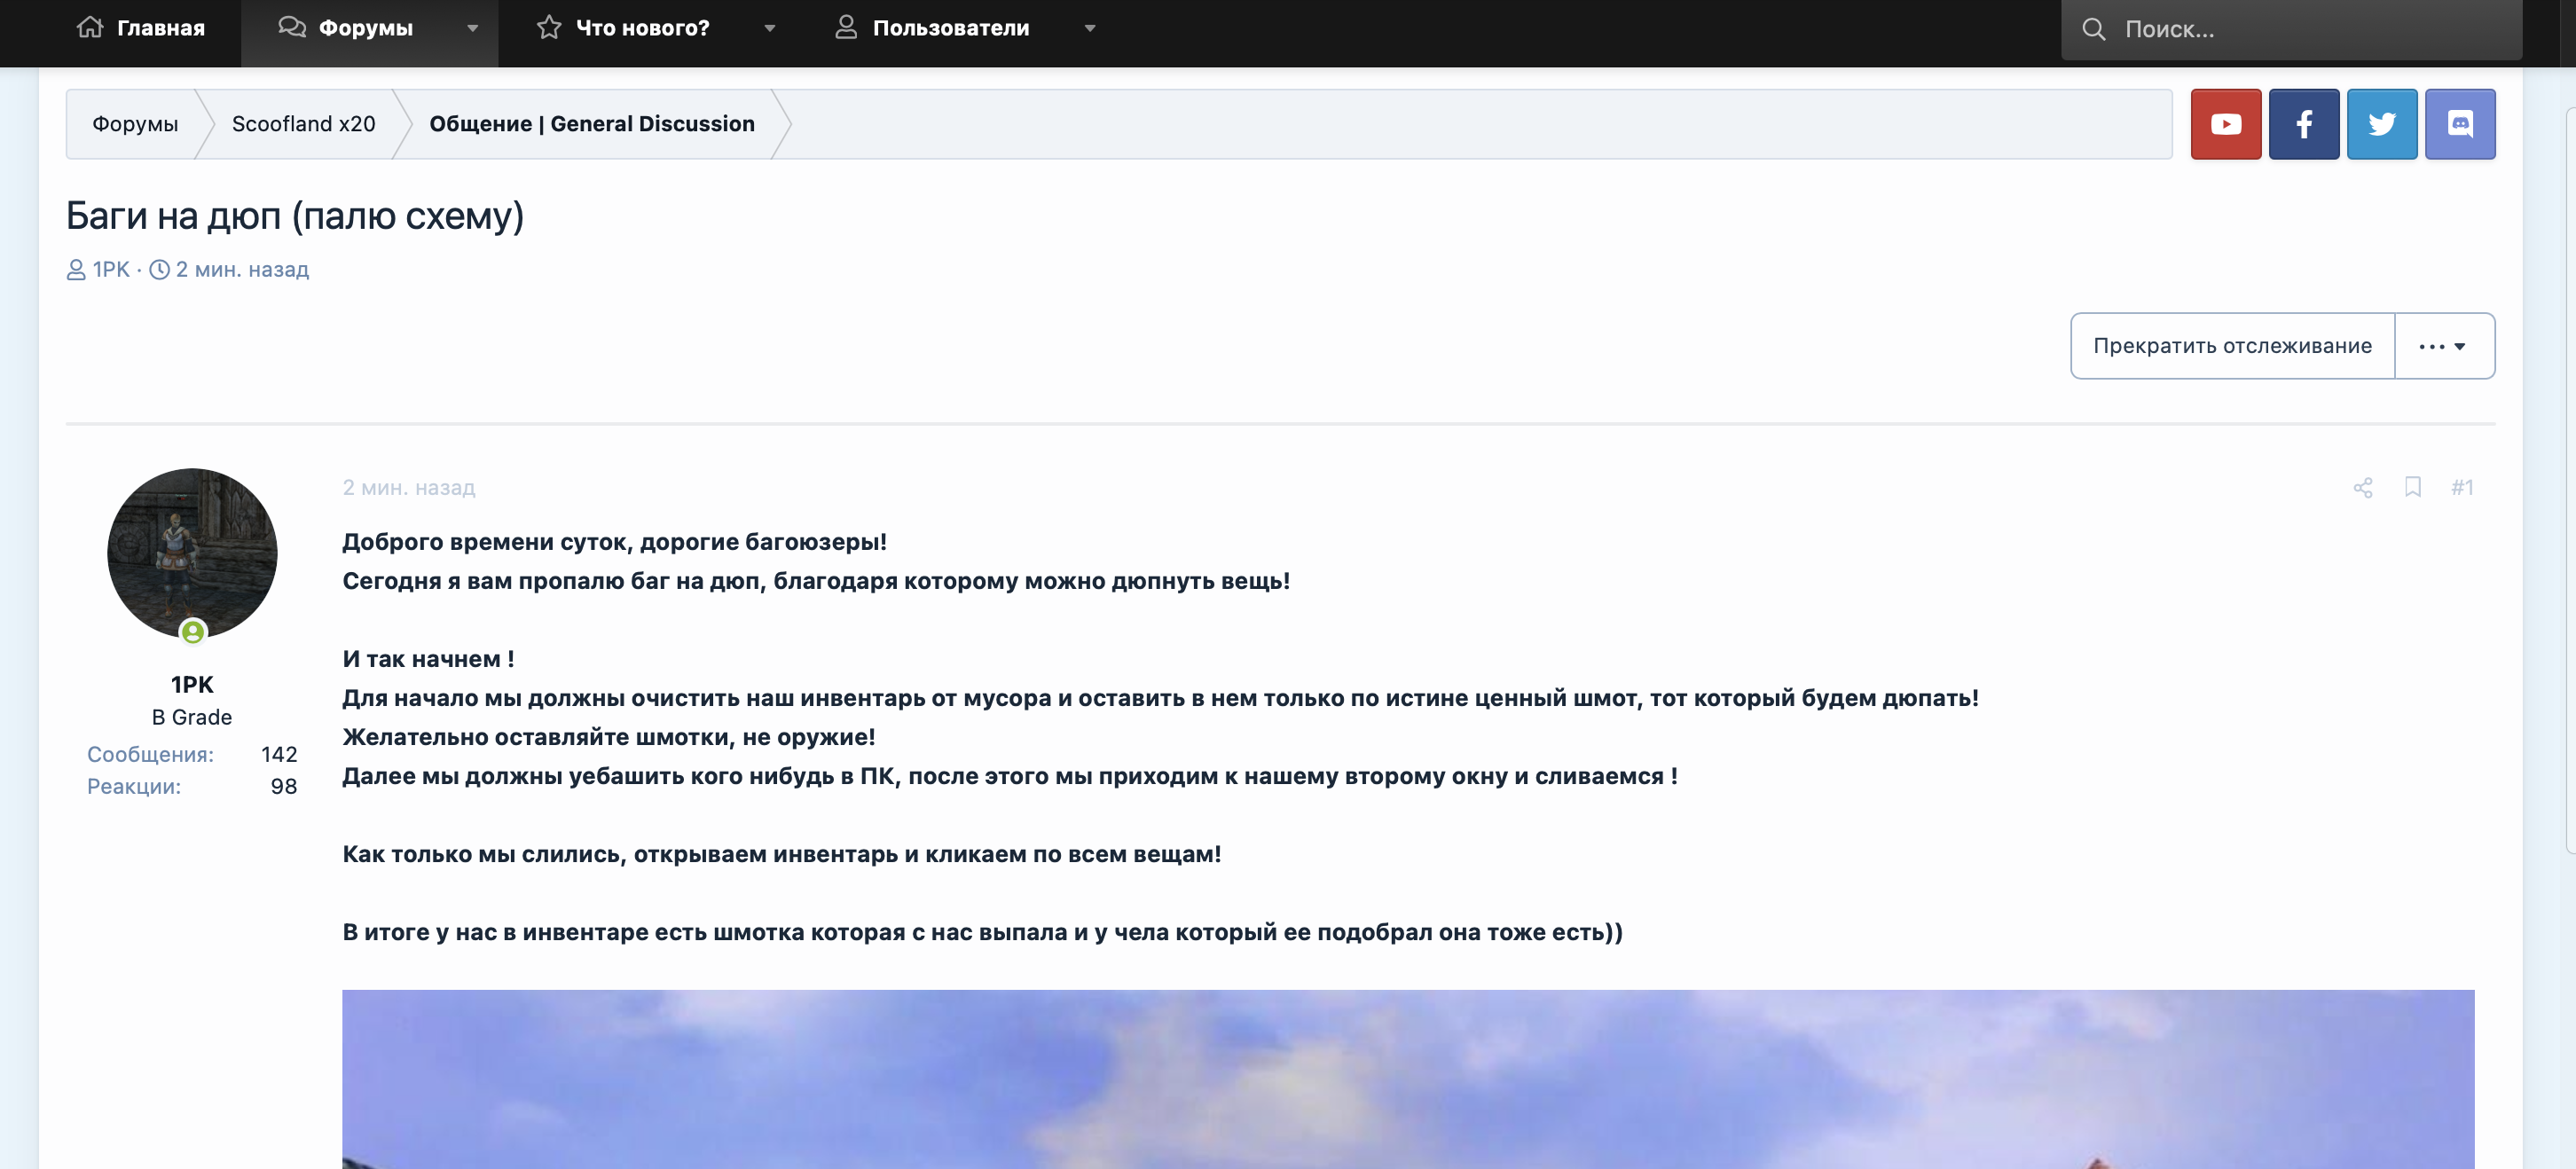 Главная
Форумы
Что нового?
Пользователи
Поиск...
Форумы
Scoofland x20
Общение | General Discussion
Баги на дюп (палю схему)
1PK · 2 мин. назад
Прекратить отслеживание
2 мин. назад
#1
Доброго времени суток, дорогие багоюзеры!
Сегодня я вам пропалю баг на дюп, благодаря которому можно дюпнуть вещь!
И так начнем !
Для начало мы должны очистить наш инвентарь от мусора и оставить в нем только по истине ценный шмот, тот который будем дюпать!
Желательно оставляйте шмотки, не оружие!
Далее мы должны уебашить кого нибудь в ПК, после этого мы приходим к нашему второму окну и сливаемся !
Как только мы слились, открываем инвентарь и кликаем по всем вещам!
В итоге у нас в инвентаре есть шмотка которая с нас выпала и у чела который ее подобрал она тоже есть))
1PK
B Grade
Сообщения: 142
Реакции: 98